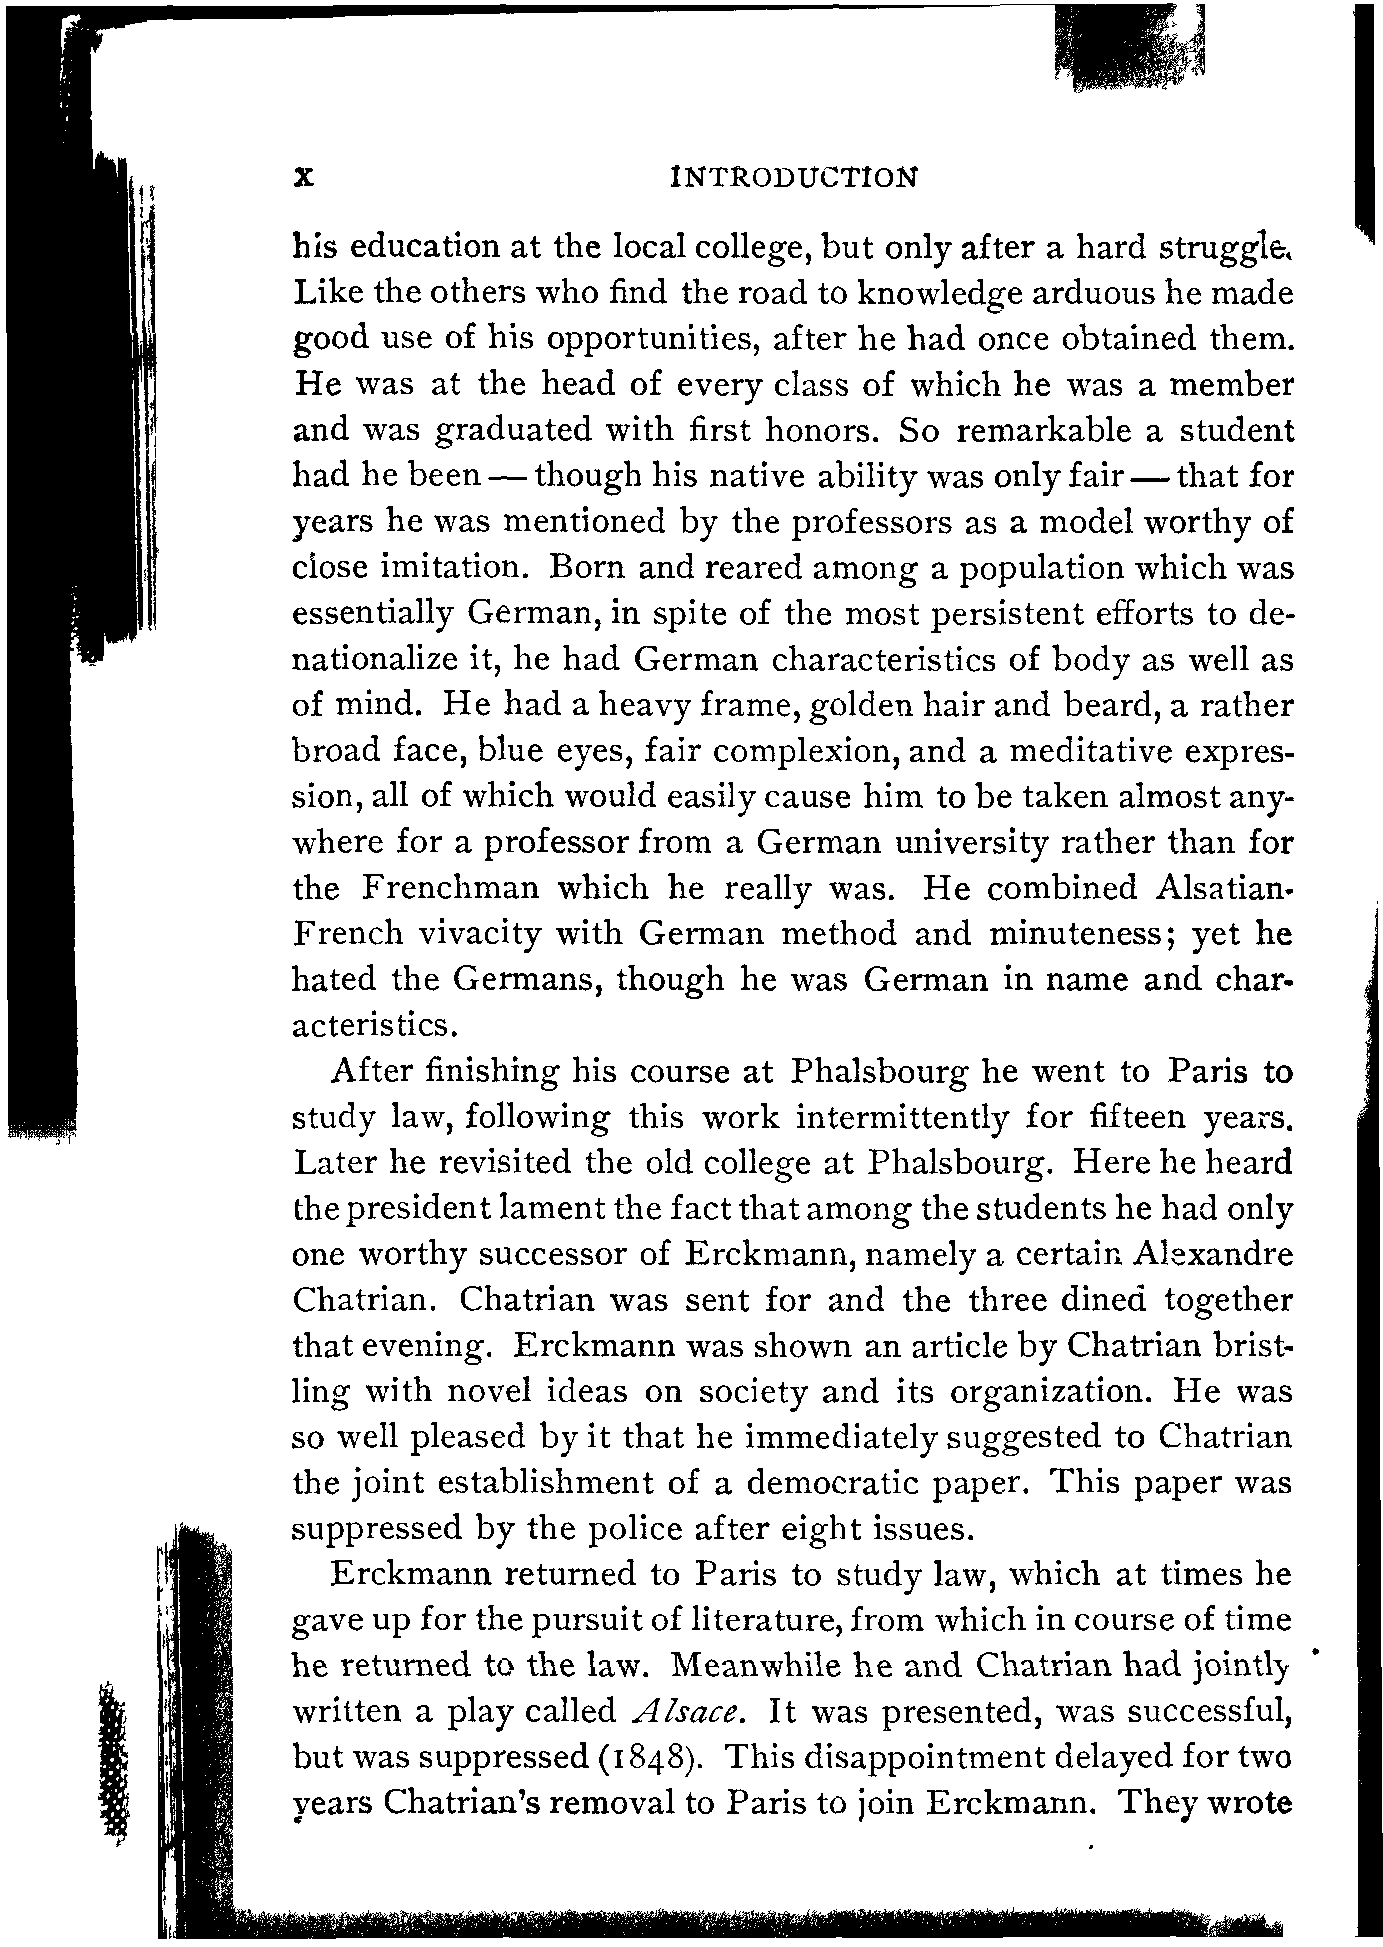 x INTRODUCTION
his education at the local college, but only after a hard struggle.
Like the others who find the road to knowledge arduous he made
good use of his opportunities, after he had once obtained them.
He was at the head of every class of which he was a member
and was graduated with first honors. So remarkable a student
had he been — though his native ability was only fair — that for
years he was mentioned by the professors as a model worthy of
close imitation. Born and reared among a population which was
essentially German, in spite of the most persistent efforts to de-
nationalize it, he had German characteristics of body as well as
of mind. He had a heavy frame, golden hair and beard, a rather
broad face, blue eyes, fair complexion, and a meditative expres-
sion, all of which would easily cause him to be taken almost any-
where for a professor from a German university rather than for
the Frenchman which he really was. He combined Alsatian-
French vivacity with German method and minuteness; yet he
hated the Germans, though he was German in name and char-
acteristics.
After finishing his course at Phalsbourg he went to Paris to
study law, following this work intermittently for fifteen years.
Later he revisited the old college at Phalsbourg. Here he heard
the president lament the fact that among the students he had only
one worthy successor of Erckmann, namely a certain Alexandre
Chatrian. Chatrian was sent for and the three dined together
that evening. Erckmann was shown an article by Chatrian brist-
ling with novel ideas on society and its organization. He was
so well pleased by it that he immediately suggested to Chatrian
the joint establishment of a democratic paper. This paper was
suppressed by the police after eight issues.
Erckmann returned to Paris to study law, which at times he
gave up for the pursuit of literature, from which in course of time
he returned to the law. Meanwhile he and Chatrian had jointly
written a play called Alsace. It was presented, was successful,
but was suppressed (1848). This disappointment delayed for two
years Chatrian's removal to Paris to join Erckmann. They wrote